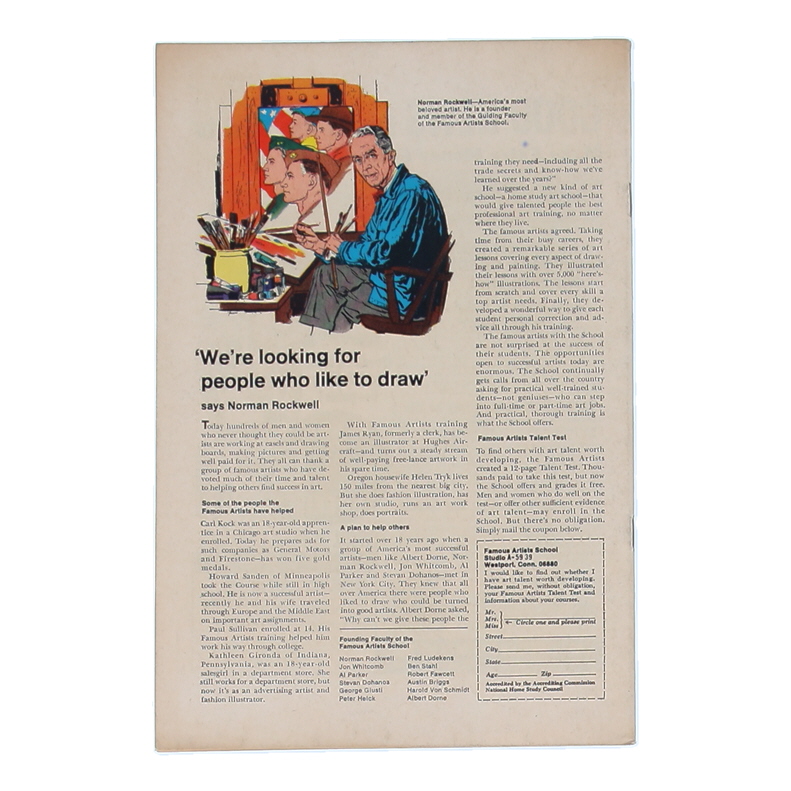 Norman Rockwell—America's most
beloved artist. He is a founder
and member of the Guiding Faculty
of the Famous Artists School.
'We're looking for
people who like to draw'
says Norman Rockwell
Today hundreds of men and women
who never thought they could be art-
ists are working at easels and drawing
boards, making pictures and getting
well paid for it. They all can thank a
group of famous artists who have de-
voted much of their time and talent
to helping others find success in art.
Some of the people the
Famous Artists have helped
Carl Kock was an 18-year-old appren-
tice in a Chicago art studio when he
enrolled. Today he prepares ads for
such companies as General Motors
and Firestone—has won five gold
medals.
Howard Sanden of Minneapolis
took the Course while still in high
school. He is now a successful artist—
recently he and his wife traveled
through Europe and the Middle East
on important art assignments.
Paul Sullivan enrolled at 14. His
Famous Artists training helped him
work his way through college.
Kathleen Gironda of Indiana,
Pennsylvania, was an 18-year-old
salesgirl in a department store. She
still works for a department store, but
now it's as an advertising artist and
fashion illustrator.
With Famous Artists training
James Ryan, formerly a clerk, has be-
come an illustrator at Hughes Air-
craft—and turns out a steady stream
of well-paying free-lance artwork in
his spare time.
Oregon housewife Helen Tryk lives
150 miles from the nearest big city.
But she does fashion illustration, has
her own studio, runs an art work
shop, does portraits.
A plan to help others
It started over 18 years ago when a
group of America's most successful
artists—men like Albert Dorne, Nor-
man Rockwell, Jon Whitcomb, Al
Parker and Stevan Dohanos—met in
New York City. They knew that all
over America there were people who
liked to draw who could be turned
into good artists. Albert Dorne asked,
"Why can't we give these people the
Founding Faculty of the
Famous Artists School
Norman Rockwell
Jon Whitcomb
Al Parker
Stevan Dohanos
George Giusti
Peter Helck
Fred Ludekens
Ben Stahl
Robert Fawcett
Austin Briggs
Harold Von Schmidt
Albert Dorne
training they need—including all the
trade secrets and know-how we've
learned over the years?"
He suggested a new kind of art
school—a home study art school—that
would give talented people the best
professional art training, no matter
where they live.
The famous artists agreed. Taking
time from their busy careers, they
created a remarkable series of art
lessons covering every aspect of draw-
ing and painting. They illustrated
their lessons with over 5,000 "here's-
how" illustrations. The lessons start
from scratch and cover every skill a
top artist needs. Finally, they de-
veloped a wonderful way to give each
student personal correction and ad-
vice all through his training.
The famous artists with the School
are not surprised at the success of
their students. The opportunities
open to successful artists today are
enormous. The School continually
gets calls from all over the country
asking for practical well-trained stu-
dents—not geniuses—who can step
into full-time or part-time art jobs.
And practical, thorough training is
what the School offers.
Famous Artists Talent Test
To find others with art talent worth
developing, the Famous Artists
created a 12-page Talent Test. Thou-
sands paid to take this test, but now
the School offers and grades it free.
Men and women who do well on the
test—or offer other sufficient evidence
of art talent—may enroll in the
School. But there's no obligation.
Simply mail the coupon below.
Famous Artists School
Studio A-5839
Westport, Conn. 06880
I would like to find out whether I
have art talent worth developing.
Please send me, without obligation,
your Famous Artists Talent Test and
information about your courses.
Mr.
Mrs.
Miss
← Circle one and please print
Street
City
State
Age Zip
Accredited by the Accrediting Commission
National Home Study Council